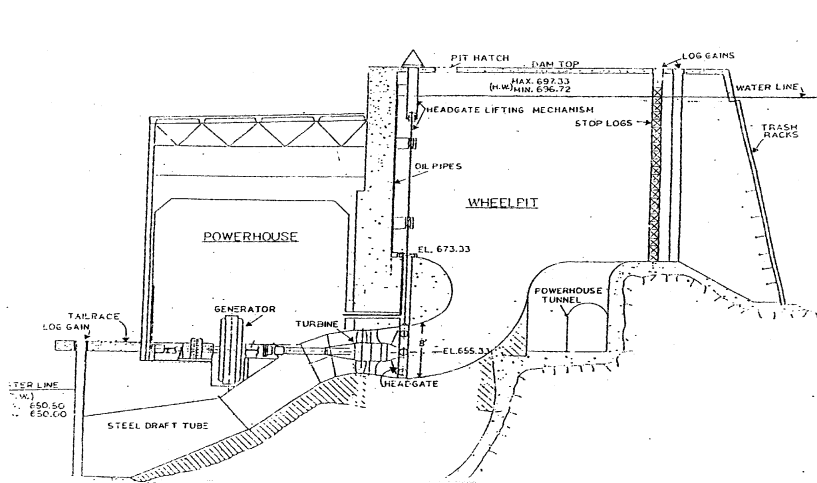 PIT HATCH
DAM TOP
LOG GAINS
MAX. 697.33
(H.W.) MIN. 696.72
WATER LINE
HEADGATE LIFTING MECHANISM
STOP LOGS
TRASH
RACKS
OIL PIPES
WHEELPIT
POWERHOUSE
EL. 673.33
POWERHOUSE
TUNNEL
GENERATOR
TAILRACE
LOG GAIN
TURBINE
8'
EL.655.33
HEADGATE
TER LINE
.W.)
650.50
650.00
STEEL DRAFT TUBE